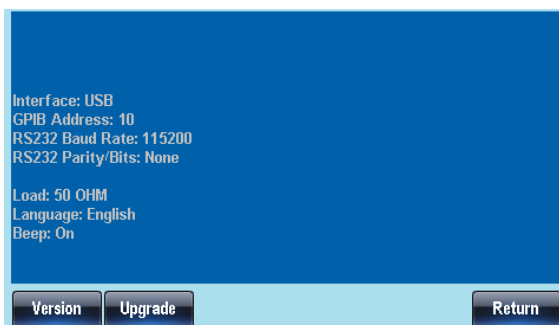 Interface: USB
GPIB Address: 10
RS232 Baud Rate: 115200
RS232 Parity/Bits: None
Load: 50 OHM
Language: English
Beep: On
Version
Upgrade
Return